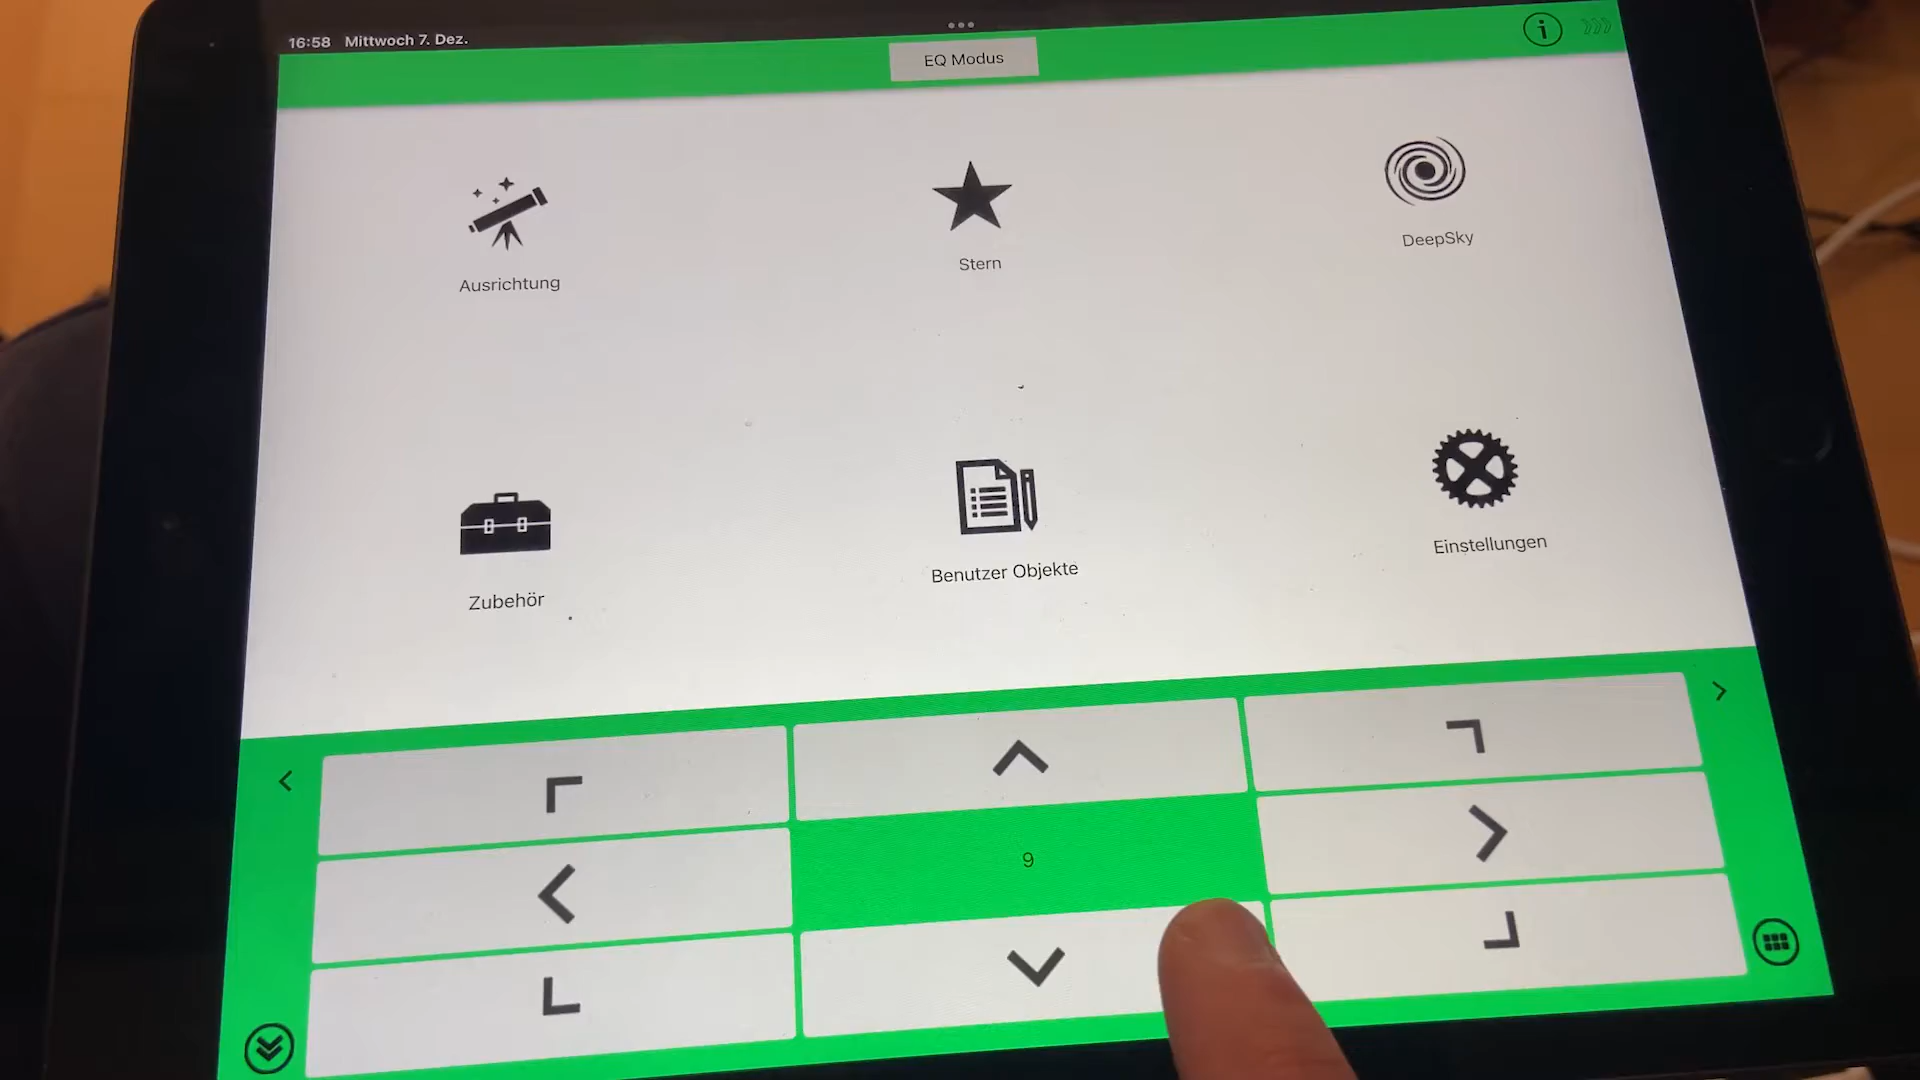 16:58 Mittwoch 7. Dez.
EQ Modus
Ausrichtung
Stern
DeepSky
Zubehör
Benutzer Objekte
Einstellungen
9